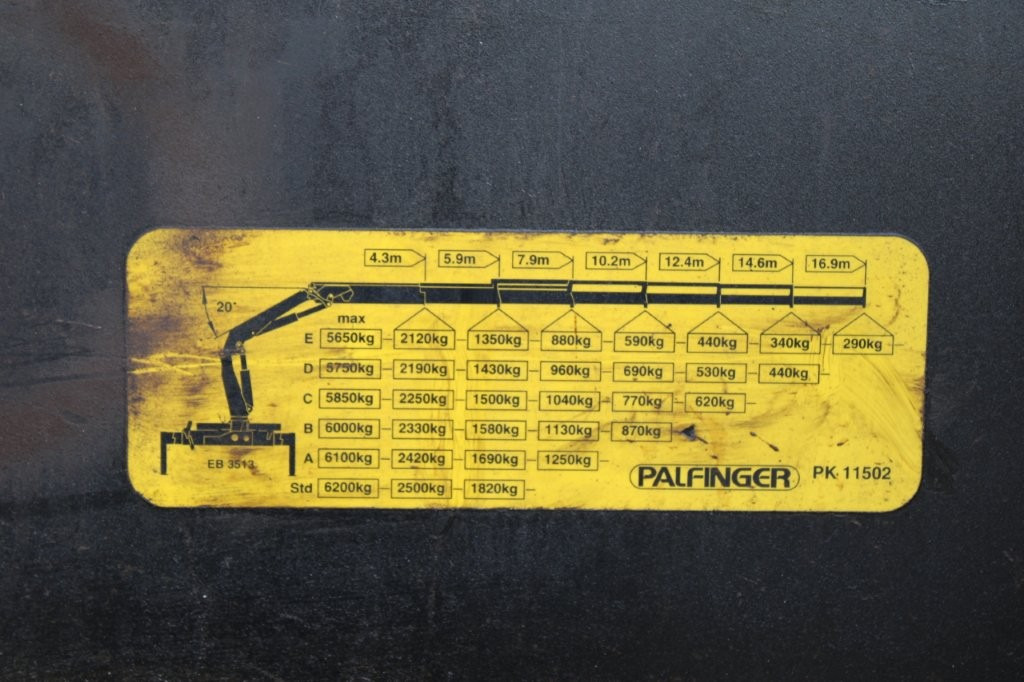 4.3m 5.9m 7.9m 10.2m 12.4m 14.6m 16.9m
20°
max
E 5650kg 2120kg 1350kg 880kg 590kg 440kg 340kg 290kg
D 5750kg 2190kg 1430kg 960kg 690kg 530kg 440kg
C 5850kg 2250kg 1500kg 1040kg 770kg 620kg
B 6000kg 2330kg 1580kg 1130kg 870kg
EB 3513
A 6100kg 2420kg 1690kg 1250kg
PALFINGER PK 11502
Std 6200kg 2500kg 1820kg